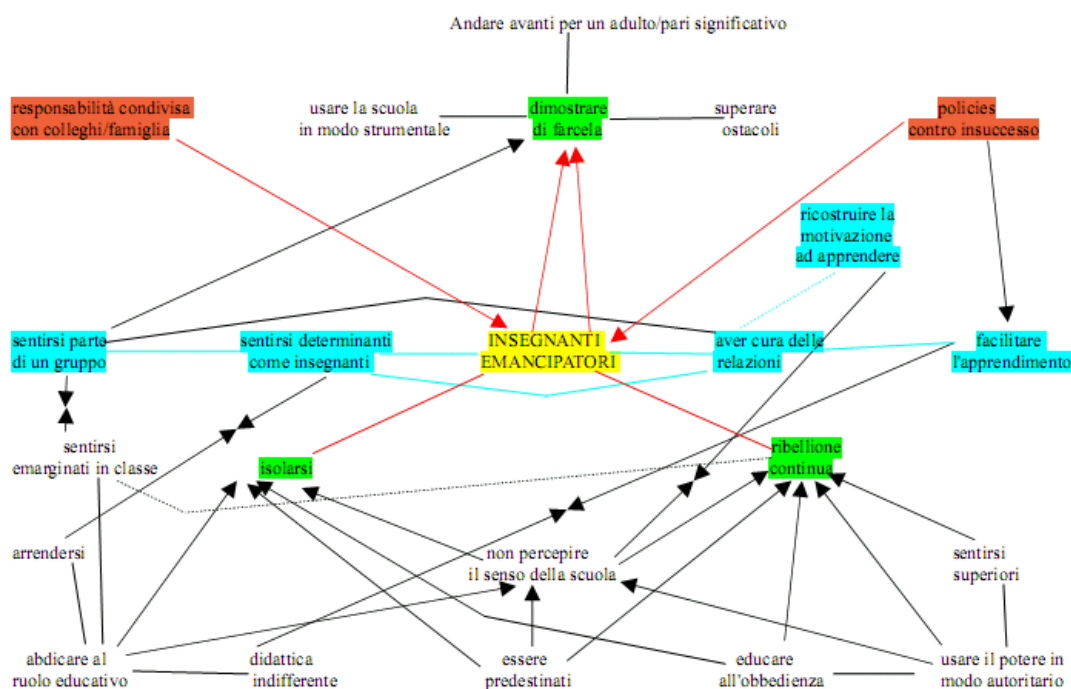 Andare avanti per un adulto/pari significativo
responsabilità condivisa
con colleghi/famiglia
usare la scuola
in modo strumentale
dimostrare
di farcela
superare
ostacoli
policies
contro insuccesso
ricostruire la
motivazione
ad apprendere
sentirsi parte
di un gruppo
sentirsi determinanti
come insegnanti
INSEGNANTI
EMANCIPATORI
aver cura delle
relazioni
facilitare
l'apprendimento
sentirsi
emarginati in classe
isolarsi
ribellione
continua
arrendersi
non percepire
il senso della scuola
sentirsi
superiori
abdicare al
ruolo educativo
didattica
indifferente
essere
predestinati
educare
all'obbedienza
usare il potere in
modo autoritario